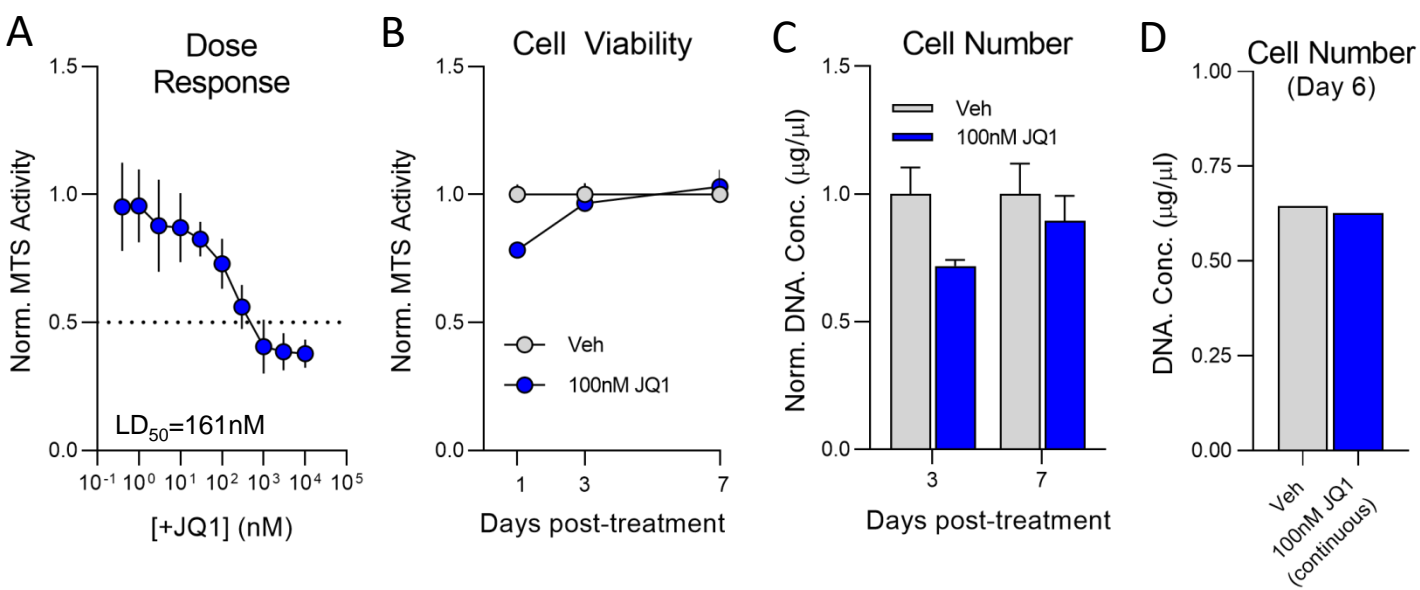 A
Dose
Response
1.5
1.0
0.5
0.0
Norm. MTS Activity
LD50=161nM
10-1 100 101 102 103 104 105
[+JQ1] (nM)
B
Cell Viability
1.5
1.0
0.5
0.0
Norm. MTS Activity
Veh
100nM JQ1
1 3 7
Days post-treatment
C
Cell Number
1.5
1.0
0.5
0.0
Norm. DNA. Conc. (µg/µl)
Veh
100nM JQ1
3 7
Days post-treatment
D
Cell Number
(Day 6)
1.00
0.75
0.50
0.25
0.00
DNA. Conc. (µg/µl)
Veh
100nM JQ1
(continuous)